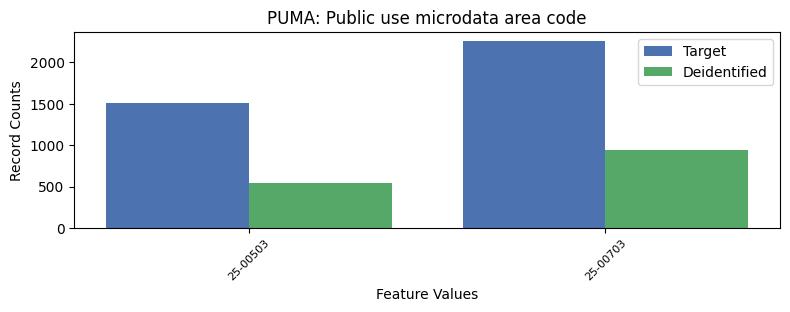 PUMA: Public use microdata area code
Target
Deidentified
Record Counts
2000
1500
1000
500
0
25-00503
25-00703
Feature Values